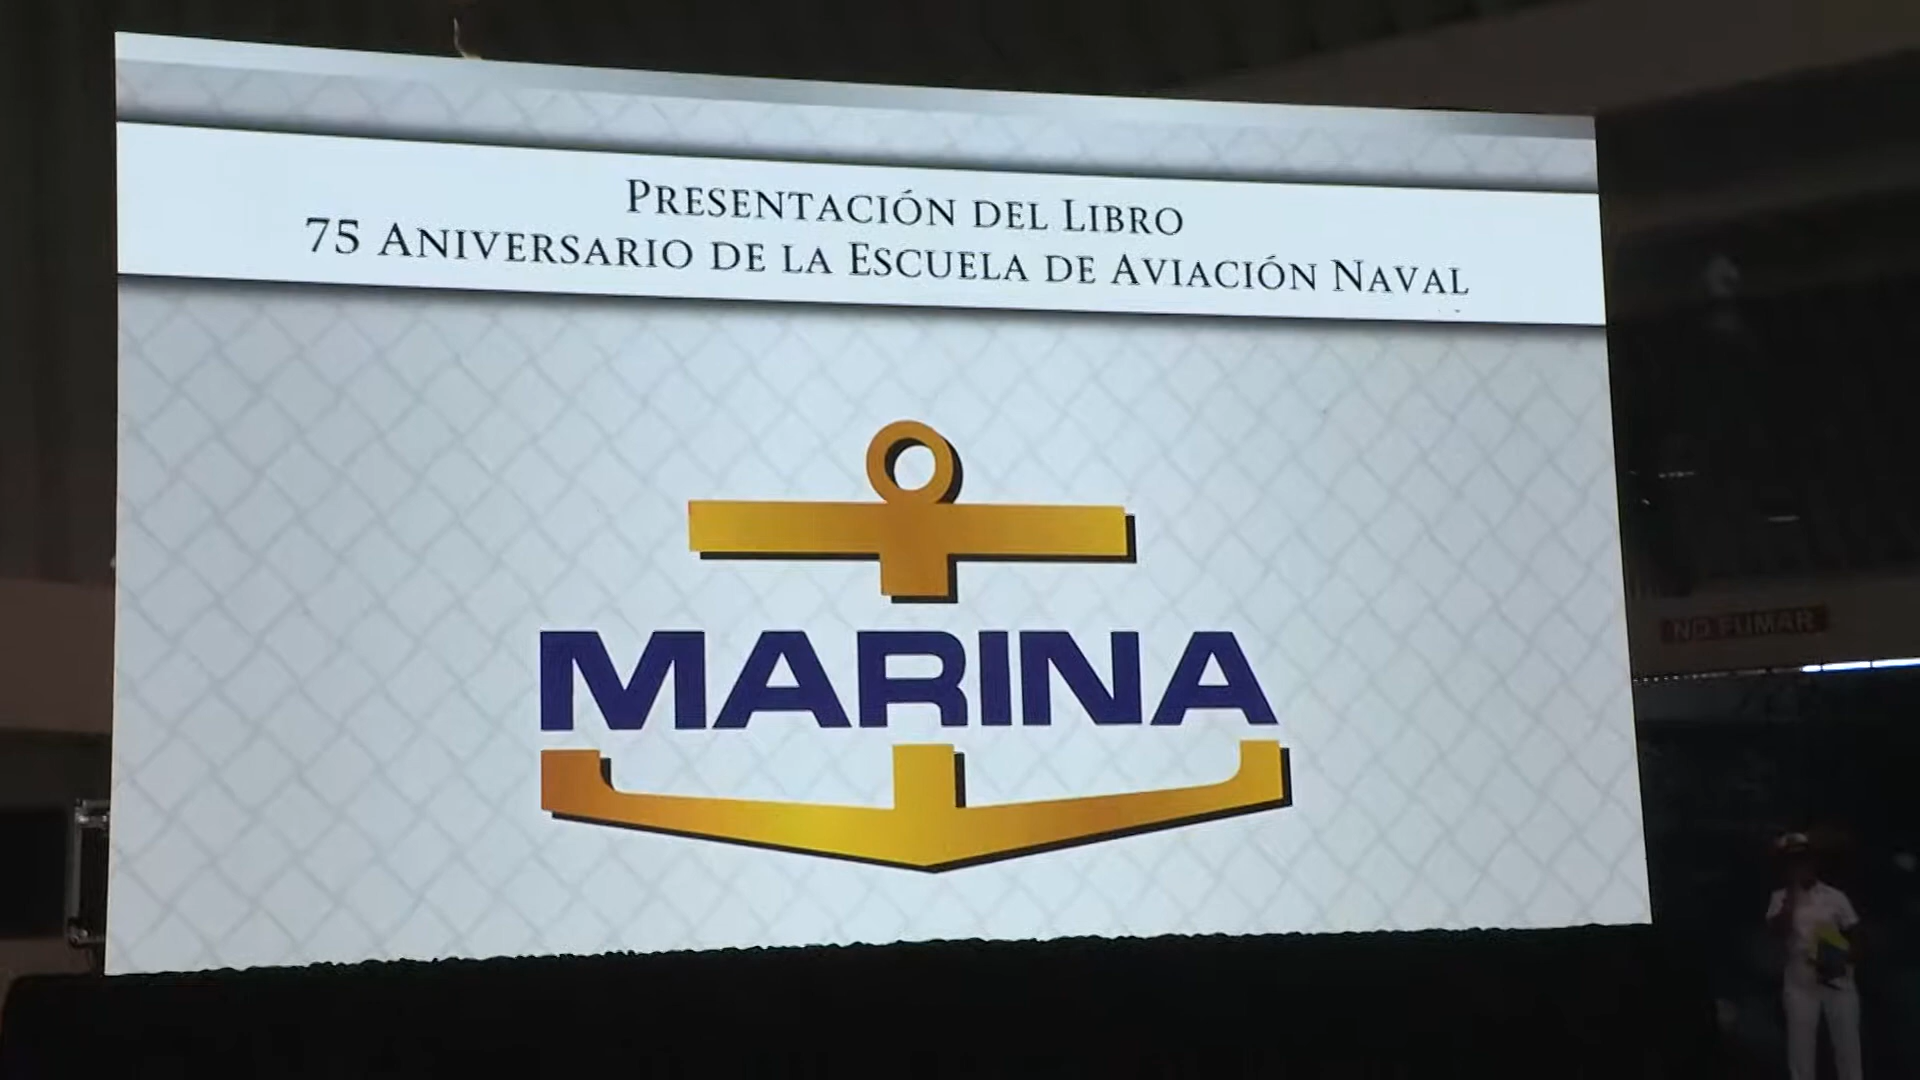 PRESENTACIÓN DEL LIBRO
75 ANIVERSARIO DE LA ESCUELA DE AVIACIÓN NAVAL
MARINA
NO FUMAR